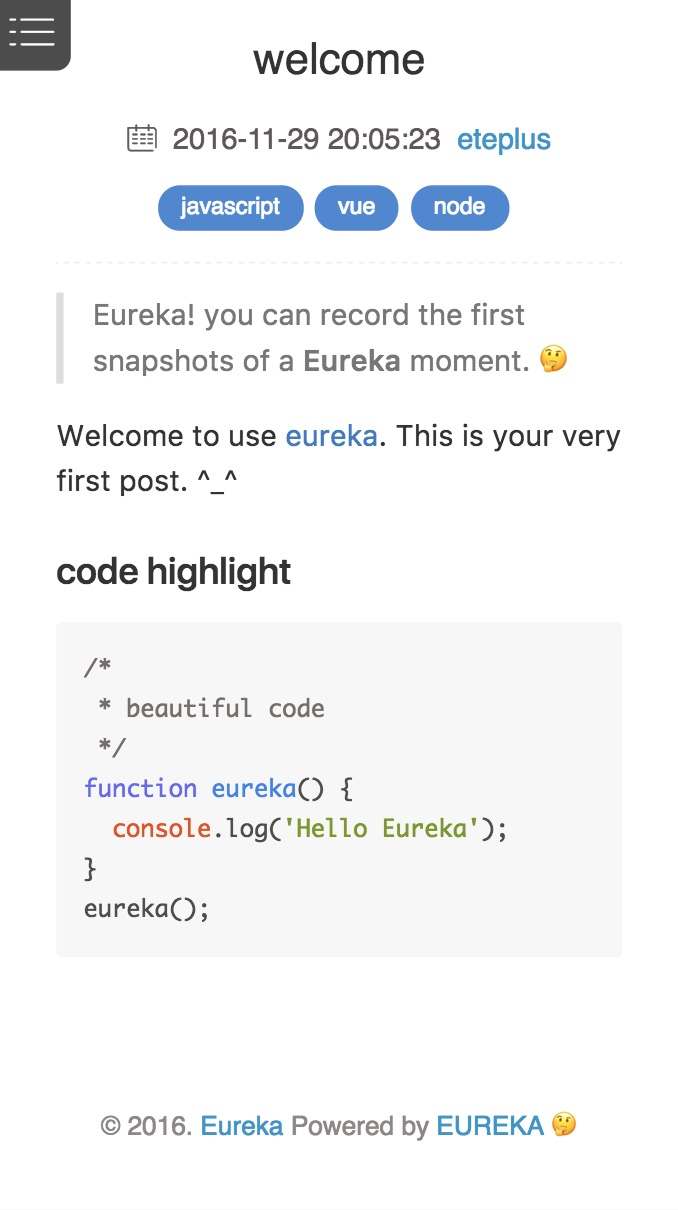 welcome
2016-11-29 20:05:23 eteplus
javascript vue node
Eureka! you can record the first
snapshots of a Eureka moment. 🤔
Welcome to use eureka. This is your very
first post. ^_^
code highlight
/*
 * beautiful code
 */
function eureka() {
  console.log('Hello Eureka');
}
eureka();
© 2016. Eureka Powered by EUREKA 🤔